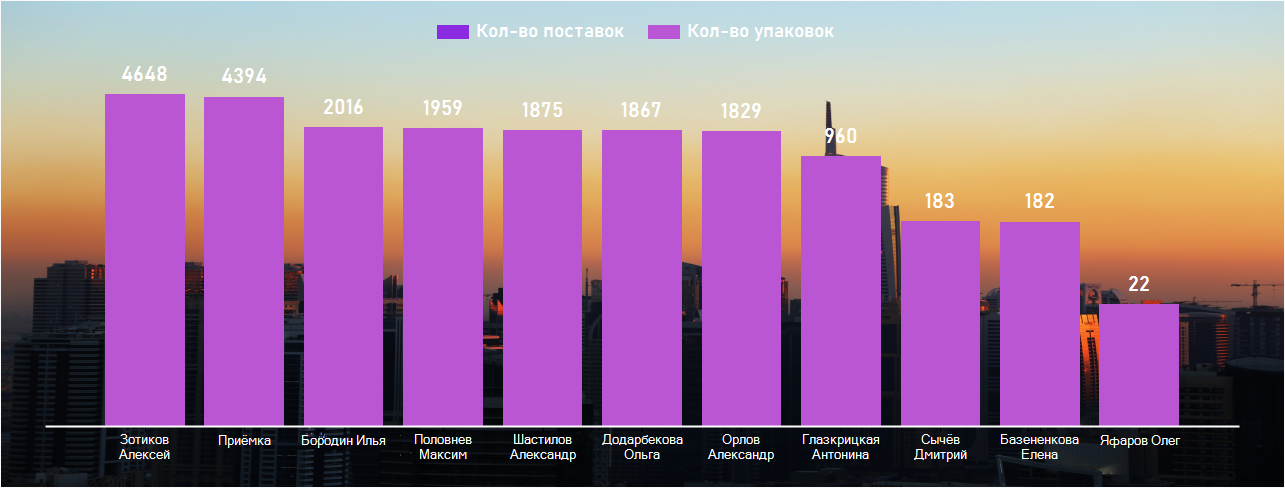 Кол-во поставок Кол-во упаковок
4648 4394 2016 1959 1875 1867 1829 960 183 182 22
Зотиков Алексей
Приёмка
Бородин Илья
Половнев Максим
Шастилов Александр
Додарбекова Ольга
Орлов Александр
Глазкрицкая Антонина
Сычёв Дмитрий
Базененкова Елена
Яфаров Олег